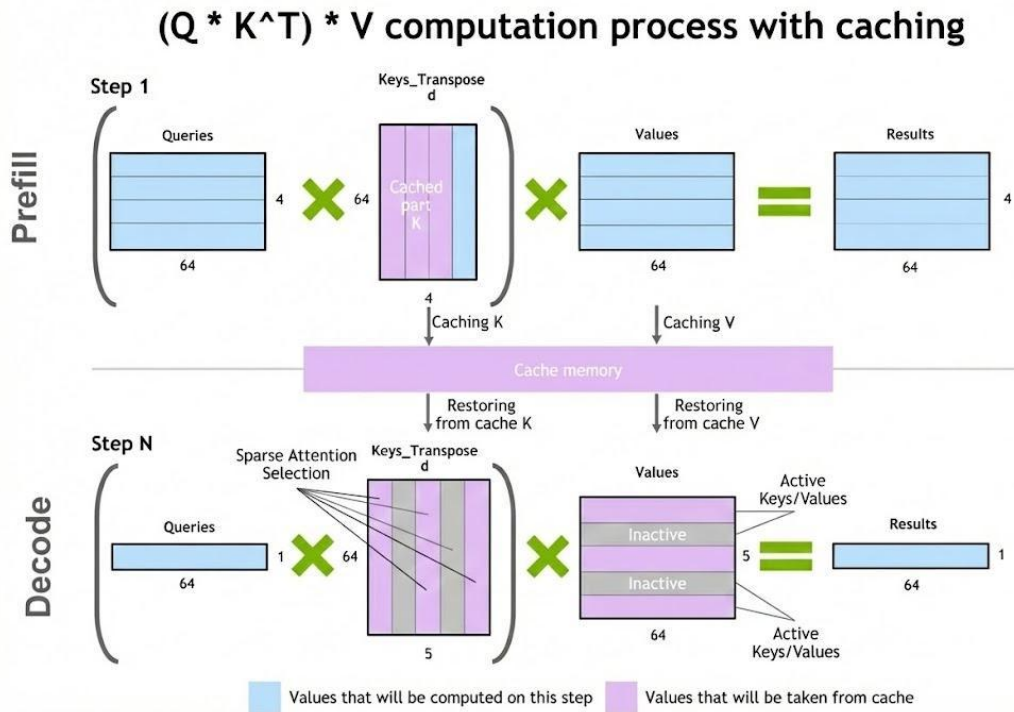 (Q * K^T) * V computation process with caching
Prefill
Step 1
Queries
4
64
64
Keys_Transpose
d
Cached
part
K
4
Values
64
Results
4
64
Caching K
Caching V
Cache memory
Restoring
from cache K
Restoring
from cache V
Decode
Step N
Sparse Attention
Selection
Queries
1
64
64
Keys_Transpose
d
5
Values
Inactive
Inactive
5
64
Active
Keys/Values
Active
Keys/Values
Results
1
64
Values that will be computed on this step
Values that will be taken from cache